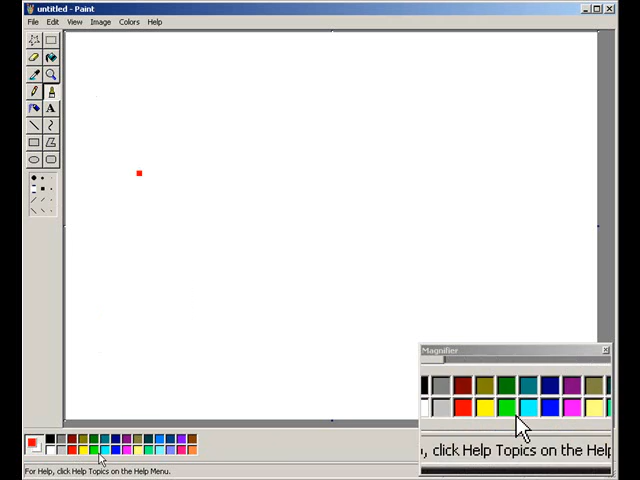 untitled - Paint
File Edit View Image Colors Help
A
Magnifier
, click Help Topics on the Help
For Help, click Help Topics on the Help Menu.